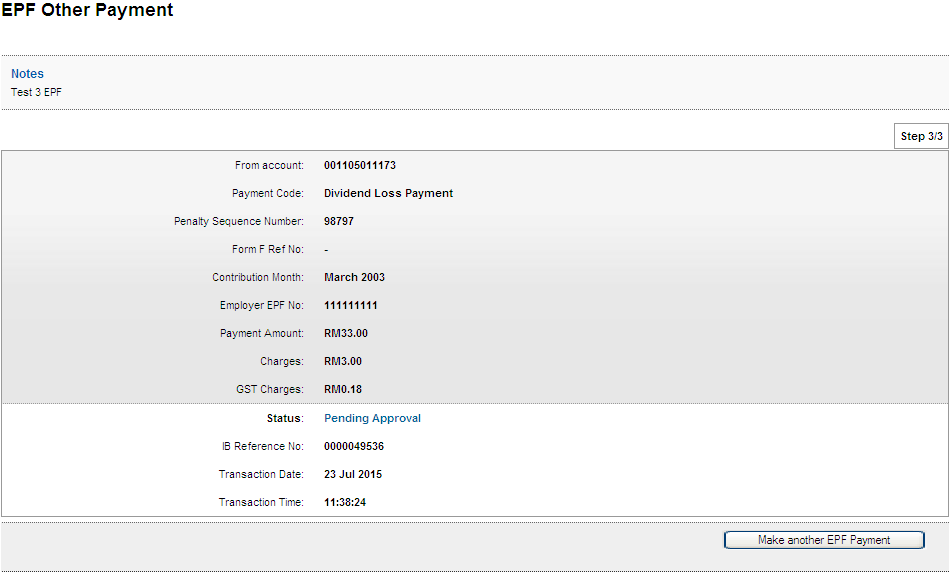 EPF Other Payment
Notes
Test 3 EPF
Step 3/3
From account: 001105011173
Payment Code: Dividend Loss Payment
Penalty Sequence Number: 98797
Form F Ref No: -
Contribution Month: March 2003
Employer EPF No: 111111111
Payment Amount: RM33.00
Charges: RM3.00
GST Charges: RM0.18
Status: Pending Approval
IB Reference No: 0000049536
Transaction Date: 23 Jul 2015
Transaction Time: 11:38:24
Make another EPF Payment